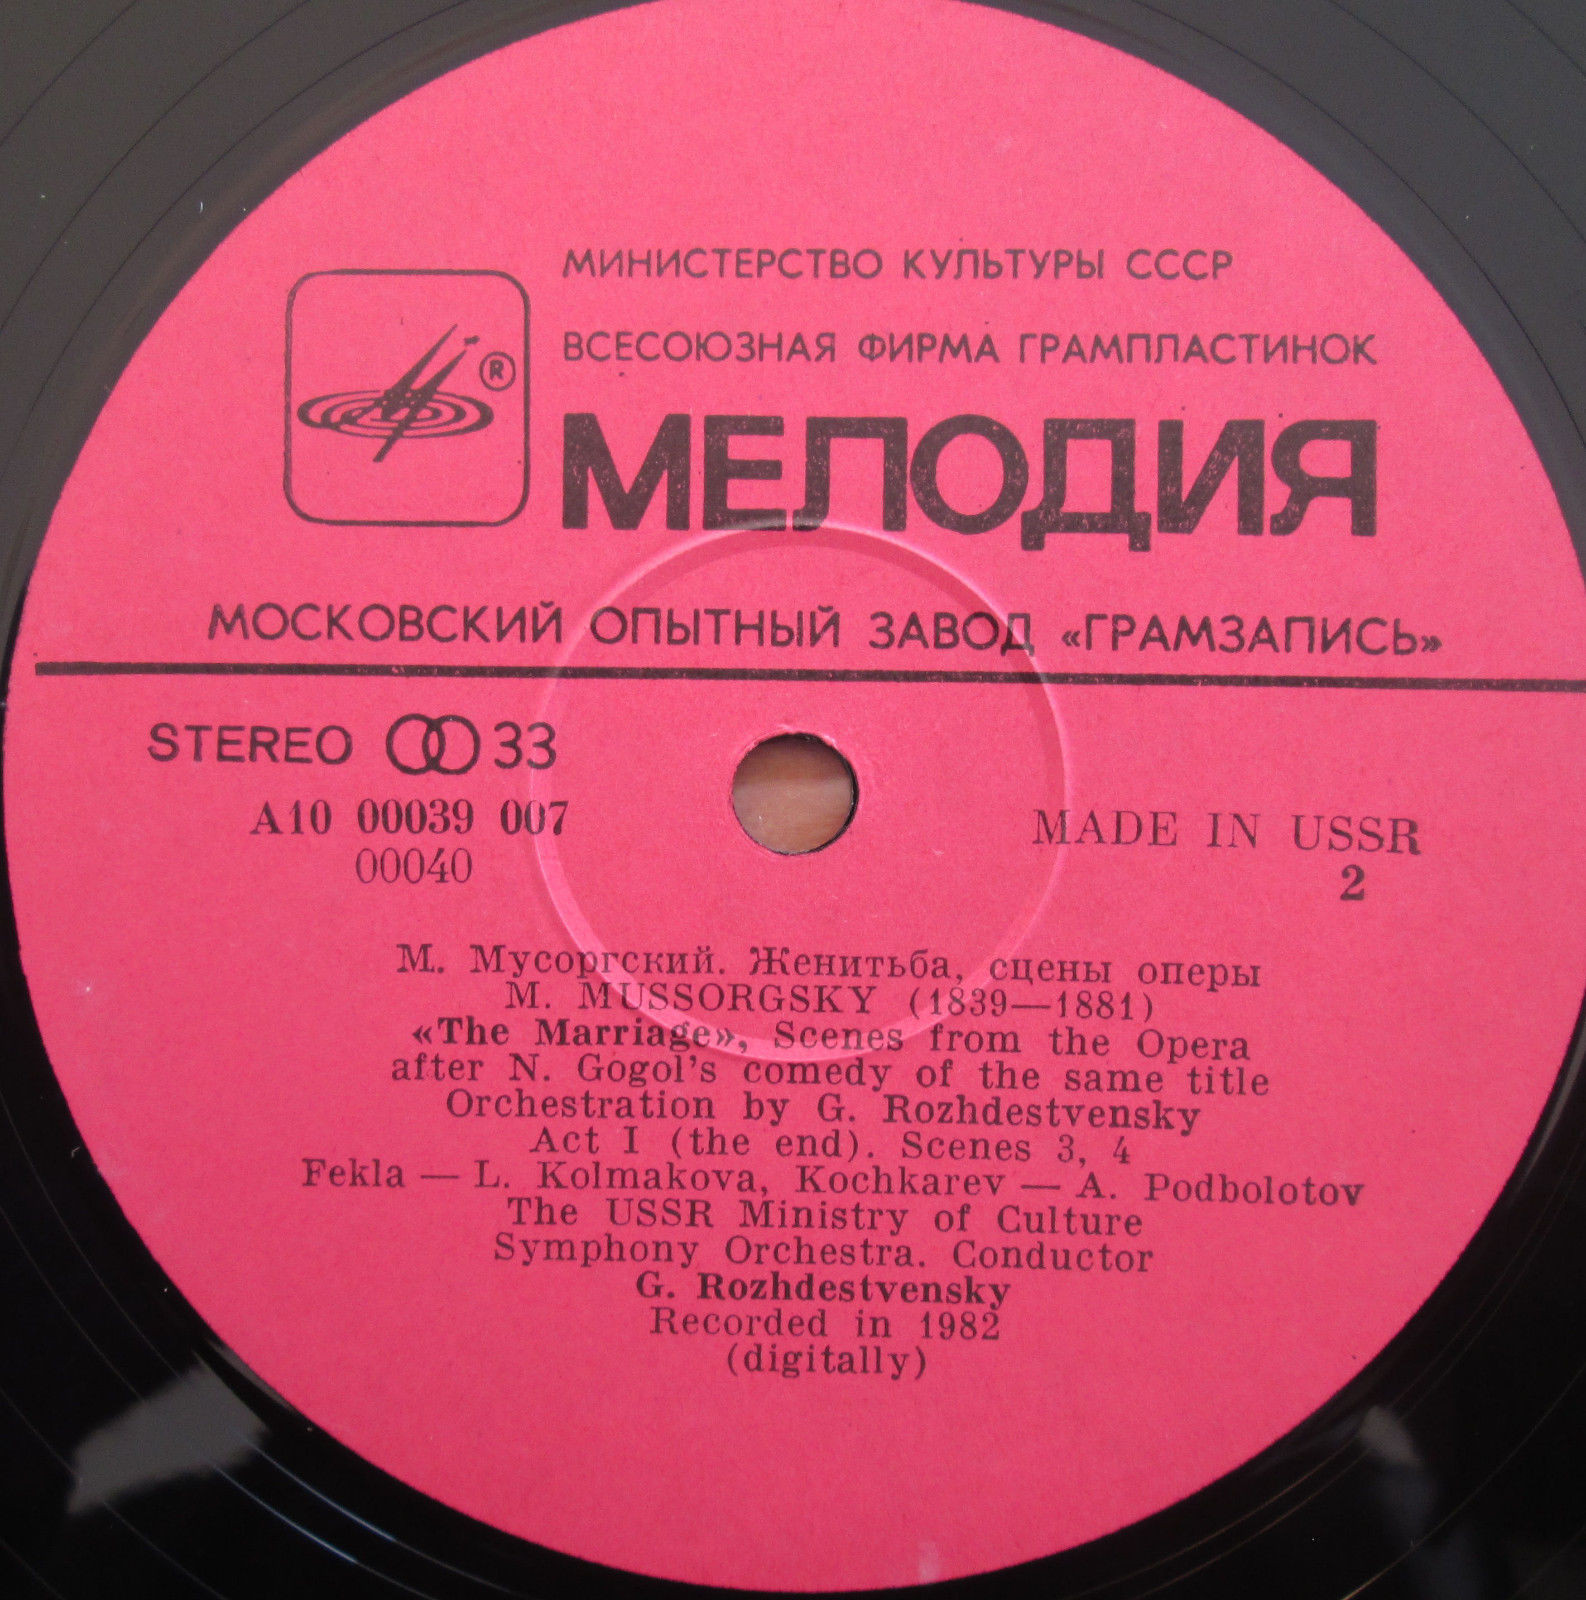 МИНИСТЕРСТВО КУЛЬТУРЫ СССР
ВСЕСОЮЗНАЯ ФИРМА ГРАМПЛАСТИНОК
®
МЕЛОДИЯ
МОСКОВСКИЙ ОПЫТНЫЙ ЗАВОД «ГРАМЗАПИСЬ»
STEREO 33
А10 00039 007
00040
MADE IN USSR
2
М. Мусоргский. Женитьба, сцены оперы
M. MUSSORGSKY (1839—1881)
«The Marriage», Scenes from the Opera
after N. Gogol's comedy of the same title
Orchestration by G. Rozhdestvensky
Act I (the end). Scenes 3, 4
Fekla — L. Kolmakova, Kochkarev — A. Podbolotov
The USSR Ministry of Culture
Symphony Orchestra. Conductor
G. Rozhdestvensky
Recorded in 1982
(digitally)